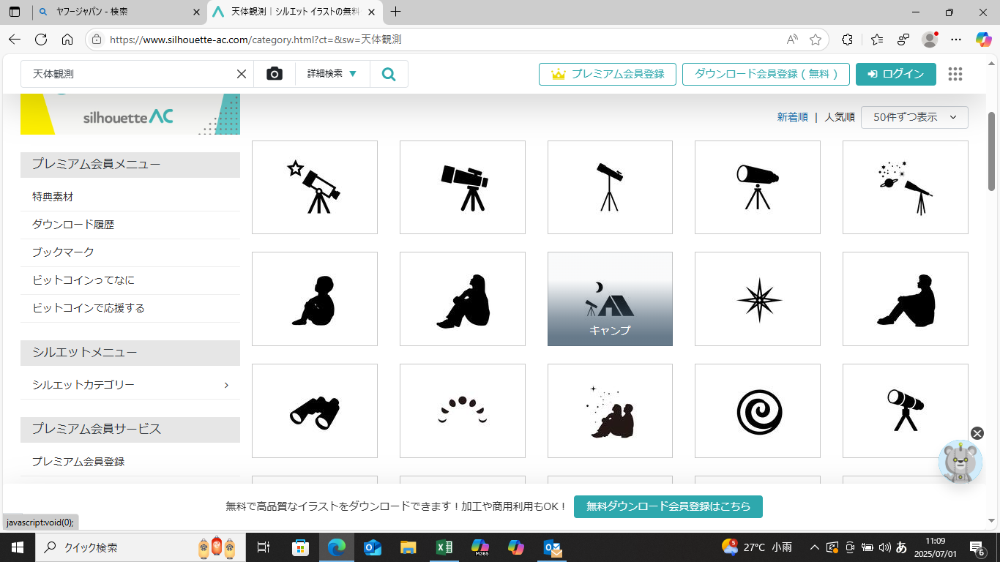 ヤフージャパン - 検索
天体観測｜シルエット イラストの無料
https://www.silhouette-ac.com/category.html?ct=&sw=天体観測
天体観測
詳細検索 ▼
プレミアム会員登録
ダウンロード会員登録 ( 無料 )
ログイン
silhouetteAC
新着順 | 人気順
50件ずつ表示
プレミアム会員メニュー
特典素材
ダウンロード履歴
ブックマーク
ビットコインってなに
ビットコインで応援する
シルエットメニュー
シルエットカテゴリー
プレミアム会員サービス
プレミアム会員登録
キャンプ
無料で高品質なイラストをダウンロードできます！加工や商用利用もOK！
無料ダウンロード会員登録はこちら
javascript:void(0);
クイック検索
M365
5
27°C 小雨
あ
11:09
2025/07/01
6